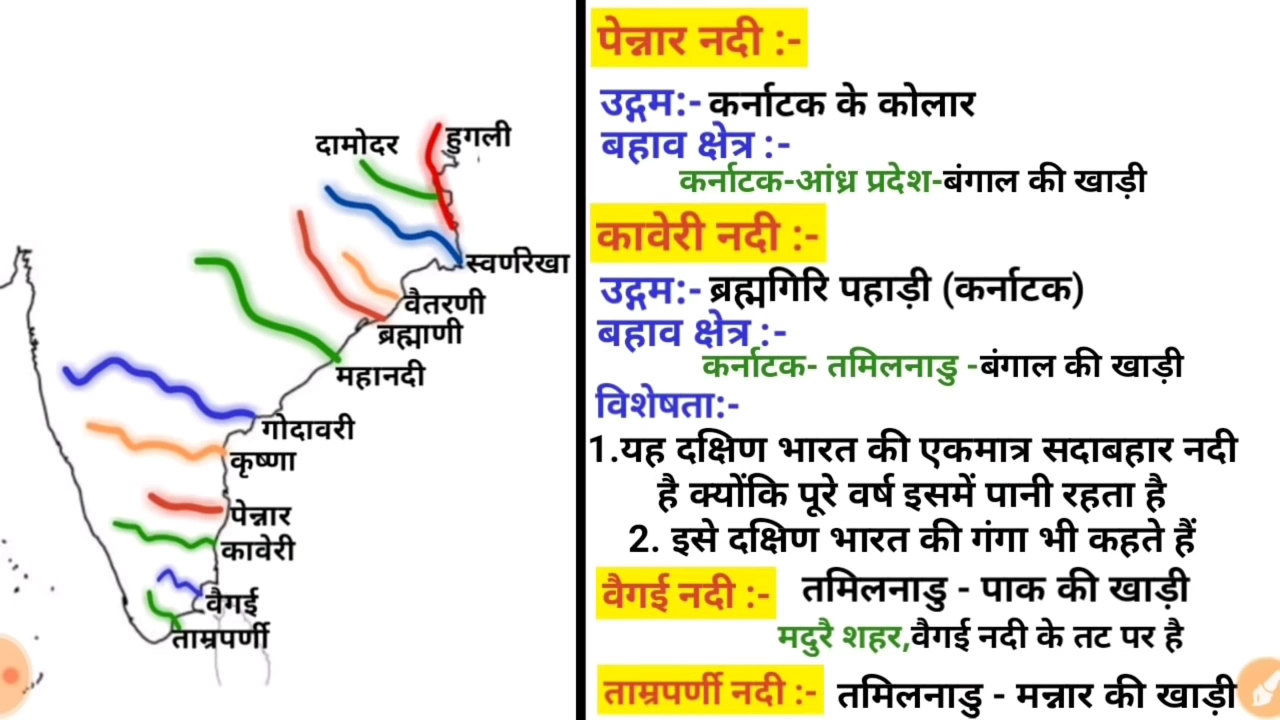 दामोदर
हुगली
स्वर्णरेखा
वैतरणी
ब्रह्माणी
महानदी
गोदावरी
कृष्णा
पेन्नार
कावेरी
वैगई
ताम्रपर्णी
पेन्नार नदी :-
उद्गम:- कर्नाटक के कोलार
बहाव क्षेत्र :-
कर्नाटक-आंध्र प्रदेश-बंगाल की खाड़ी
कावेरी नदी :-
उद्गम:- ब्रह्मगिरि पहाड़ी (कर्नाटक)
बहाव क्षेत्र :-
कर्नाटक- तमिलनाडु -बंगाल की खाड़ी
विशेषता:-
1.यह दक्षिण भारत की एकमात्र सदाबहार नदी
है क्योंकि पूरे वर्ष इसमें पानी रहता है
2. इसे दक्षिण भारत की गंगा भी कहते हैं
वैगई नदी :- तमिलनाडु - पाक की खाड़ी
मदुरै शहर,वैगई नदी के तट पर है
ताम्रपर्णी नदी :- तमिलनाडु - मन्नार की खाड़ी